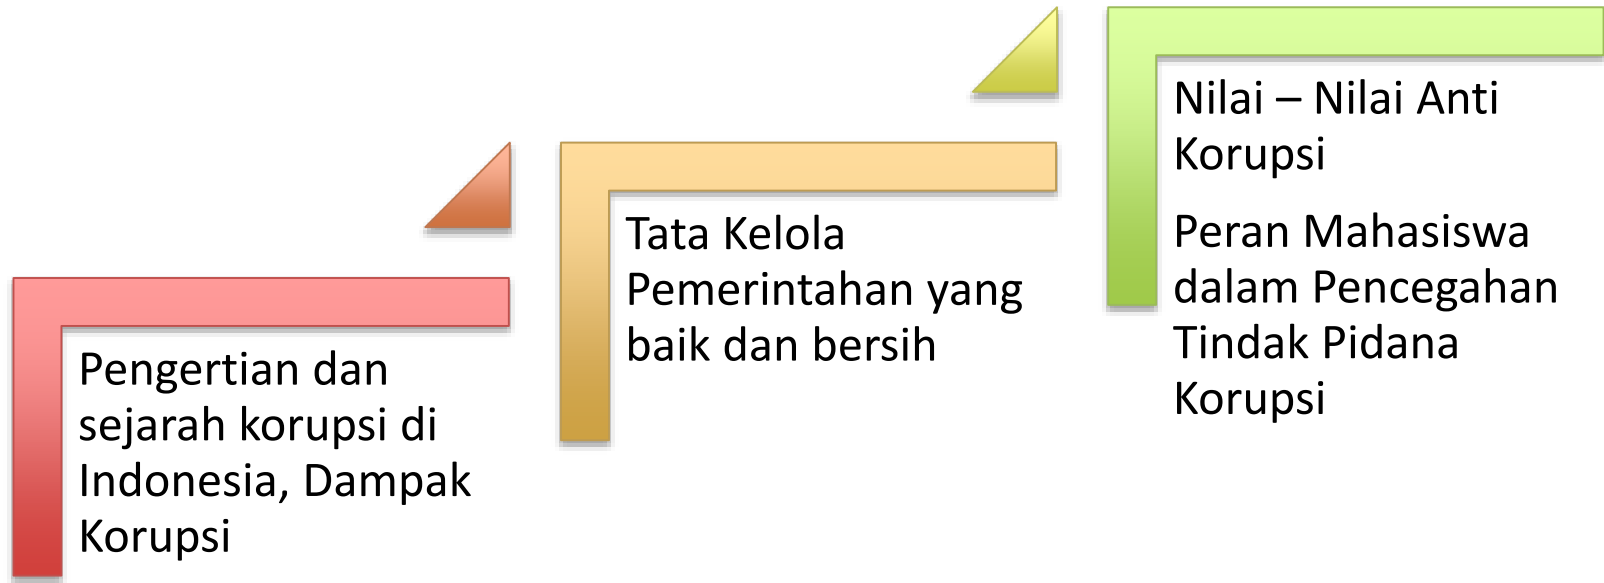 Pengertian dan
sejarah korupsi di
Indonesia, Dampak
Korupsi
Tata Kelola
Pemerintahan yang
baik dan bersih
Nilai – Nilai Anti
Korupsi
Peran Mahasiswa
dalam Pencegahan
Tindak Pidana
Korupsi